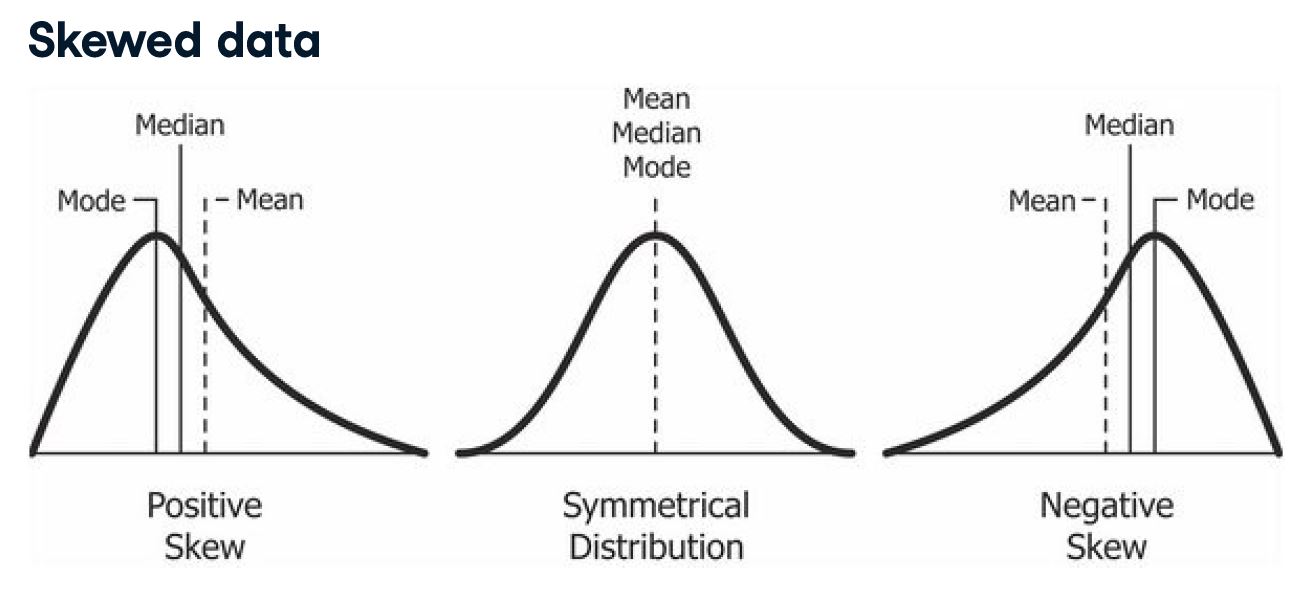 Skewed data
Median
Mode
Mean
Positive
Skew
Mean
Median
Mode
Symmetrical
Distribution
Median
Mean
Mode
Negative
Skew